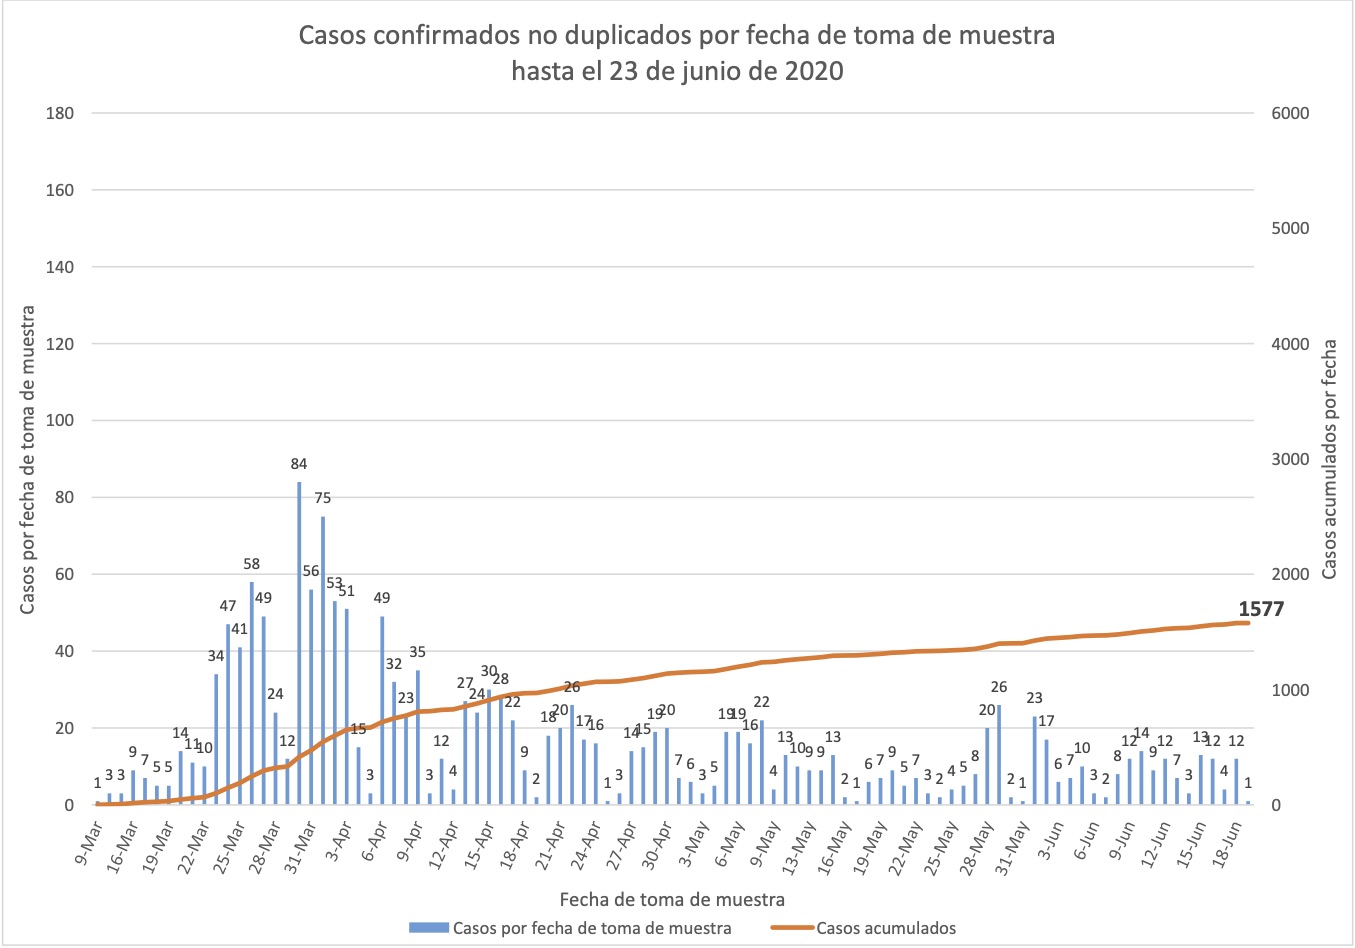 Casos confirmados no duplicados por fecha de toma de muestra
hasta el 23 de junio de 2020
180
160
140
120
100
80
60
40
20
0
Casos por fecha de toma de muestra
6000
5000
4000
3000
2000
1000
0
Casos acumulados por fecha
1 3 3 9 7 5 5 14 11 10 34 47 41 58 49 24 12 84 56 75 53 51 15 3 49 32 23 35 3 12 4 27 24 30 28 22 9 2 18 20 26 17 16 1 3 14 15 19 20 7 6 3 5 19 19 16 22 4 13 10 9 9 13 2 1 6 7 9 5 7 3 2 4 5 8 20 26 2 1 23 17 6 7 10 3 2 8 12 14 9 12 7 3 13 12 4 12 1
1577
9-Mar 16-Mar 19-Mar 22-Mar 25-Mar 28-Mar 31-Mar 3-Apr 6-Apr 9-Apr 12-Apr 15-Apr 18-Apr 21-Apr 24-Apr 27-Apr 30-Apr 3-May 6-May 9-May 13-May 16-May 19-May 22-May 25-May 28-May 31-May 3-Jun 6-Jun 9-Jun 12-Jun 15-Jun 18-Jun
Fecha de toma de muestra
Casos por fecha de toma de muestra Casos acumulados